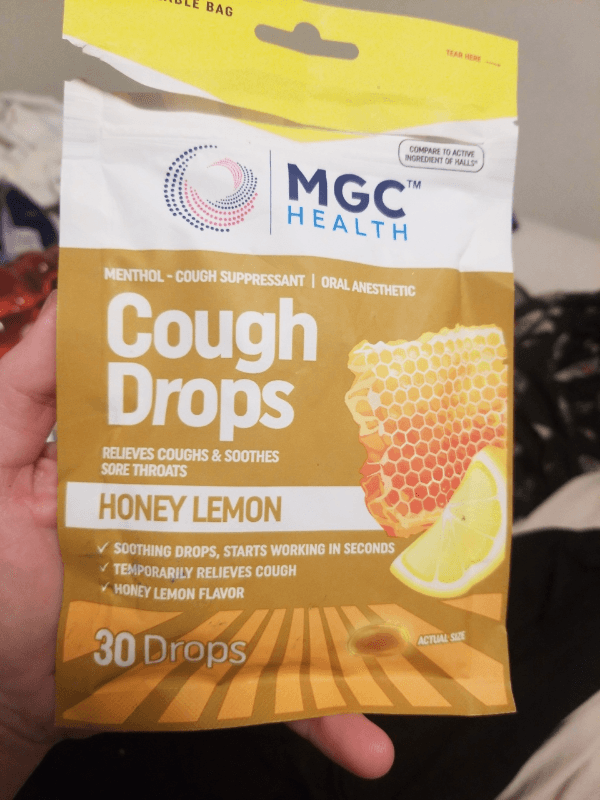 BAG
TEAR HERE
COMPARE TO ACTIVE
INGREDIENT OF HALLS®
MGC™
HEALTH
MENTHOL - COUGH SUPPRESSANT | ORAL ANESTHETIC
Cough
Drops
RELIEVES COUGHS & SOOTHES
SORE THROATS
HONEY LEMON
✓ SOOTHING DROPS, STARTS WORKING IN SECONDS
✓ TEMPORARILY RELIEVES COUGH
✓ HONEY LEMON FLAVOR
30 Drops
ACTUAL SIZE